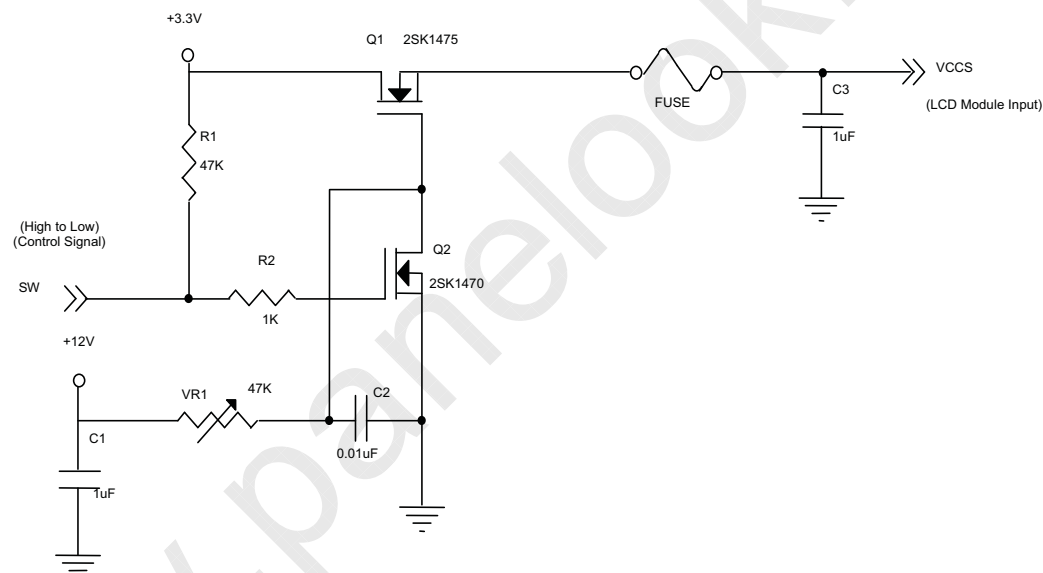 +3.3V
Q1 2SK1475
VCCS
FUSE
C3
(LCD Module Input)
1uF
R1
47K
(High to Low)
(Control Signal)
Q2
R2
2SK1470
SW
1K
+12V
VR1
47K
C2
C1
0.01uF
1uF
.panelook.